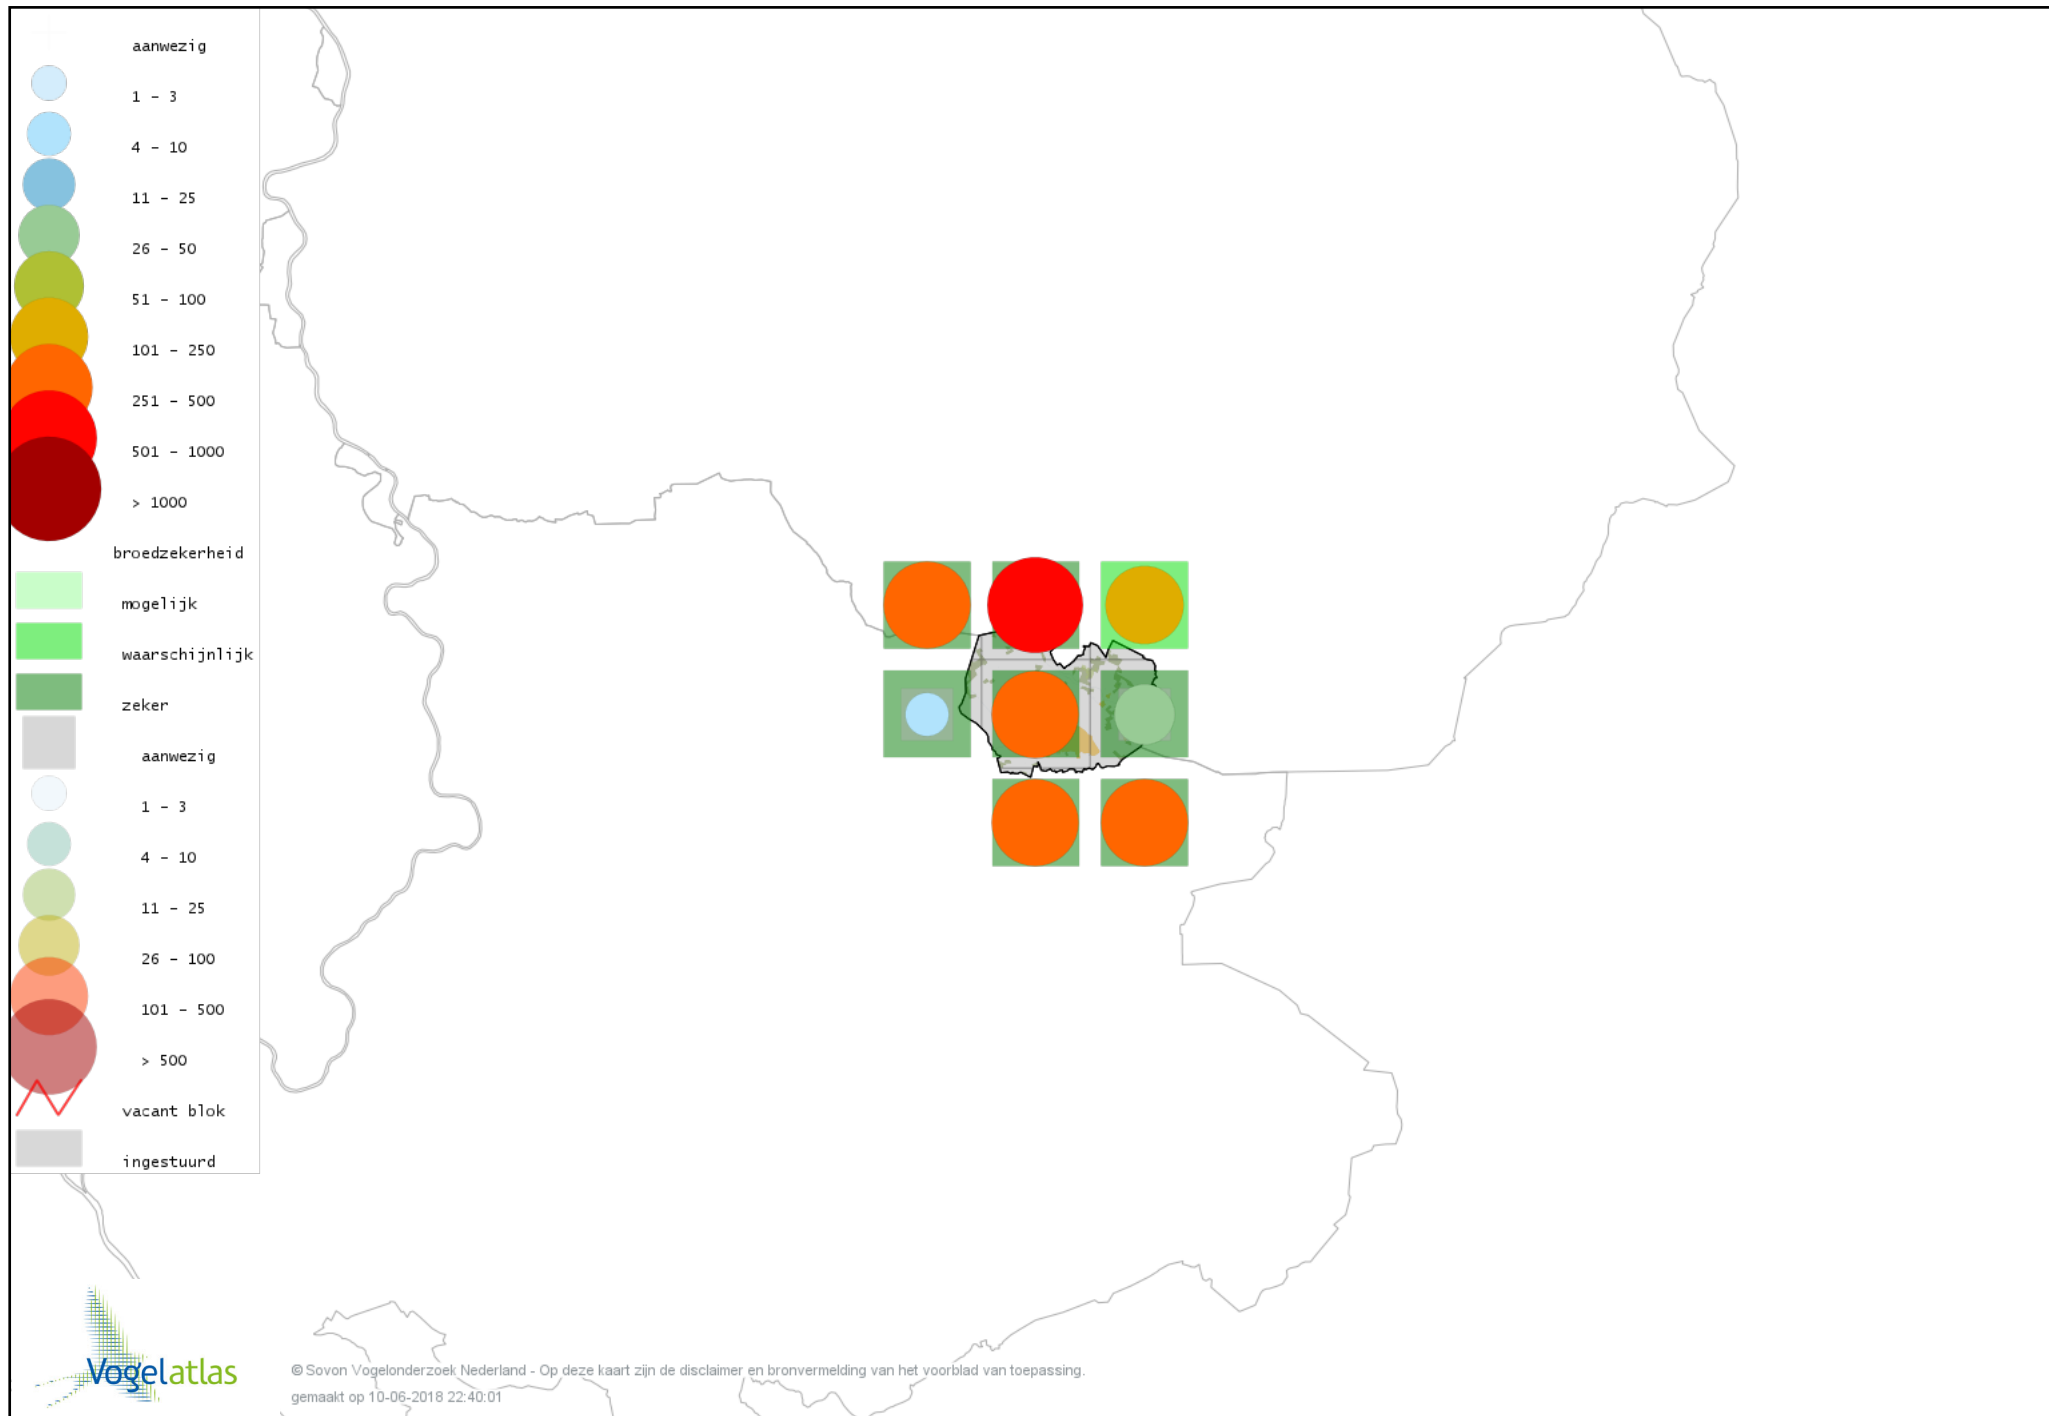 aanwezig
1 – 3
4 – 10
11 – 25
26 – 50
51 – 100
101 – 250
251 – 500
501 – 1000
> 1000
broedzekerheid
mogelijk
waarschijnlijk
zeker
aanwezig
1 – 3
4 – 10
11 – 25
26 – 100
101 – 500
> 500
vacant blok
ingestuurd
Vogelatlas
© Sovon Vogelonderzoek Nederland - Op deze kaart zijn de disclaimer en bronvermelding van het voorblad van toepassing.
gemaakt op 10-06-2018 22:40:01